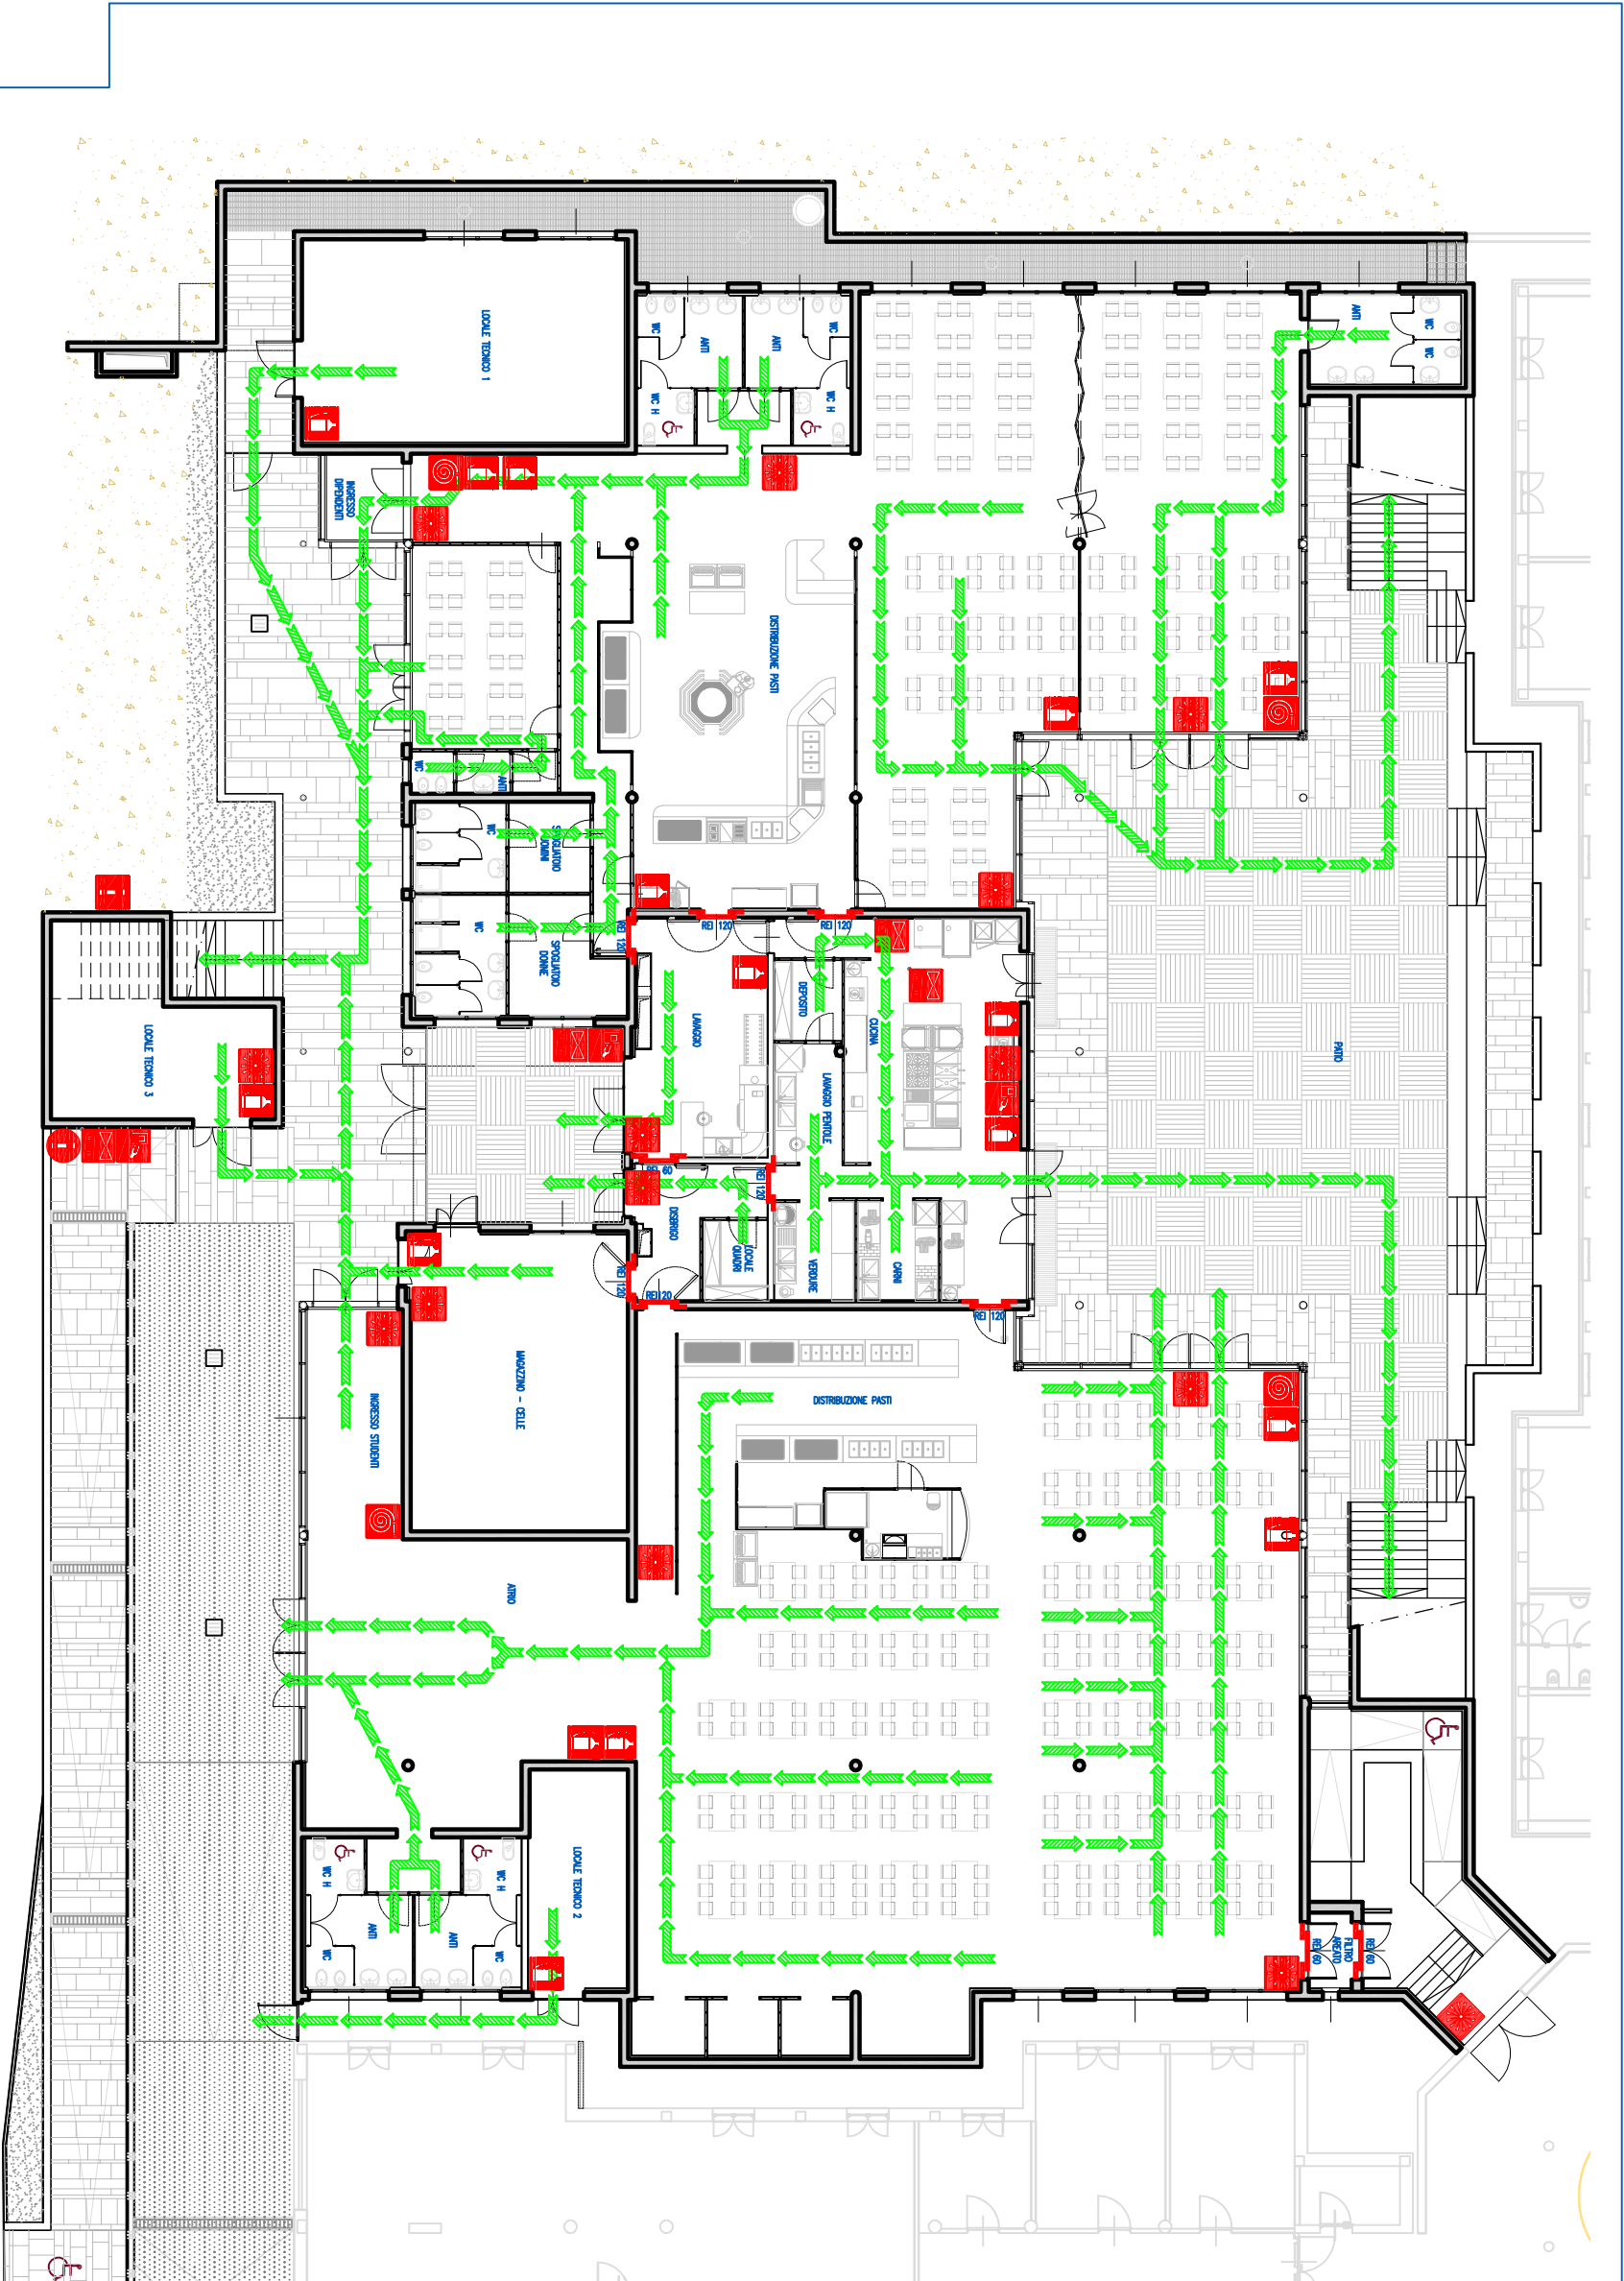 ANTI
WC
WC
LOCALE TECNICO 1
WC
ANTI
ANTI
WC
WC H
WC H
INGRESSO
DIPENDENTI
DISTRIBUZIONE PASTI
WC
ANTI
WC
SPOGLIATOIO
UOMINI
WC
SPOGLIATOIO
DONNE
REI 120
REI 120
REI 120
LAVAGGIO
DEPOSITO
CUCINA
LAVAGGIO PENTOLE
PATIO
LOCALE TECNICO 3
REI 60
REI 120
DISBRIGO
LOCALE
QUADRI
VERDURE
CARNI
REI 120
REI 120
REI 120
MAGAZZINO - CELLE
INGRESSO STUDENTI
DISTRIBUZIONE PASTI
ATRIO
LOCALE TECNICO 2
WC H
WC H
ANTI
ANTI
WC
WC
REI 60
FILTRO
AREATO
REI 60